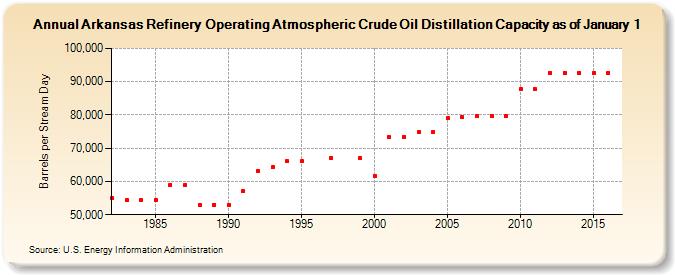 Annual Arkansas Refinery Operating Atmospheric Crude Oil Distillation Capacity as of January 1
Barrels per Stream Day
100,000
90,000
80,000
70,000
60,000
50,000
1985 1990 1995 2000 2005 2010 2015
Source: U.S. Energy Information Administration